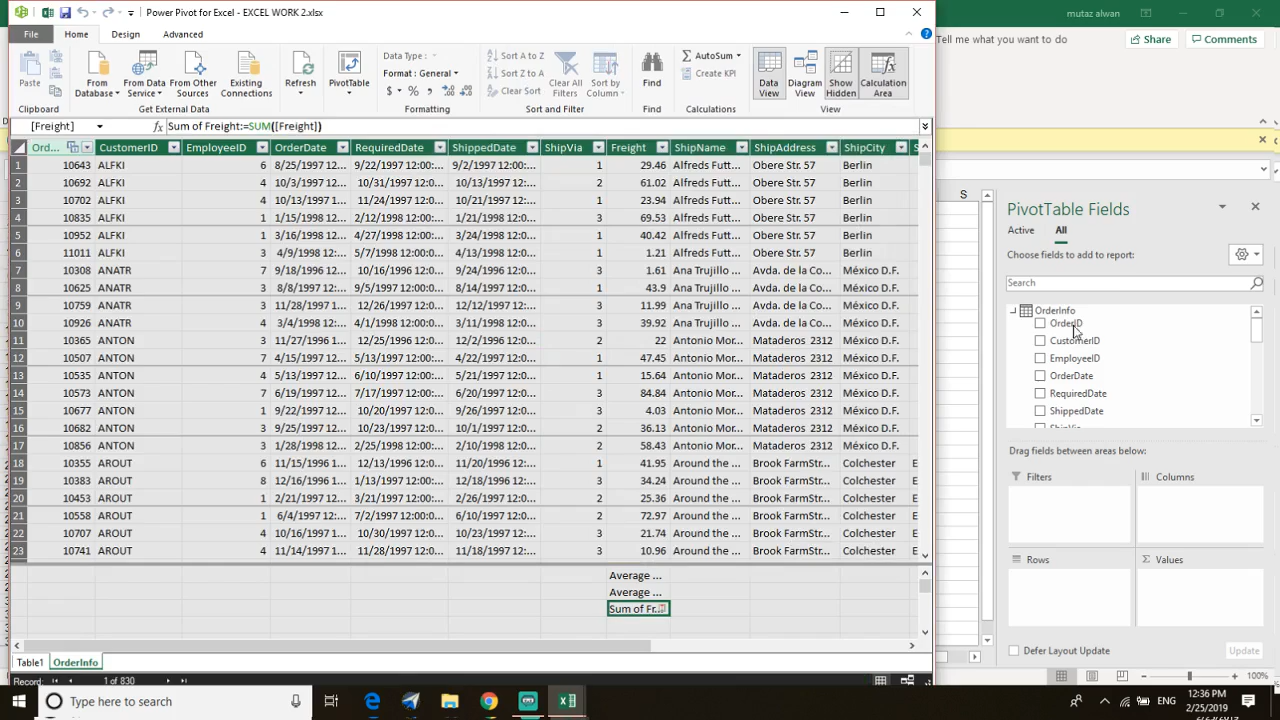 Power Pivot for Excel - EXCEL WORK 2.xlsx
mutaz alwan
File Home Design Advanced
Tell me what you want to do Share Comments
Paste
Clipboard
From Database
From Data Service
From Other Sources
Existing Connections
Get External Data
Refresh
PivotTable
Data Type :
Format : General
$ % ,
Formatting
Sort A to Z
Sort Z to A
Clear Sort
Clear All Filters
Sort by Column
Sort and Filter
Find
Find
AutoSum
Create KPI
Calculations
Data View
Diagram View
Show Hidden
Calculation Area
View
[Freight] fx Sum of Freight:=SUM([Freight])
Ord... CustomerID EmployeeID OrderDate RequiredDate ShippedDate ShipVia Freight ShipName ShipAddress ShipCity S
1 10643 ALFKI 6 8/25/1997 12... 9/22/1997 12:00:... 9/2/1997 12:00:... 1 29.46 Alfreds Futt... Obere Str. 57 Berlin
2 10692 ALFKI 4 10/3/1997 12... 10/31/1997 12:0... 10/13/1997 12:... 2 61.02 Alfreds Futt... Obere Str. 57 Berlin
3 10702 ALFKI 4 10/13/1997 1... 11/24/1997 12:0... 10/21/1997 12:... 1 23.94 Alfreds Futt... Obere Str. 57 Berlin
4 10835 ALFKI 1 1/15/1998 12... 2/12/1998 12:00:... 1/21/1998 12:0... 3 69.53 Alfreds Futt... Obere Str. 57 Berlin
5 10952 ALFKI 1 3/16/1998 12... 4/27/1998 12:00:... 3/24/1998 12:0... 1 40.42 Alfreds Futt... Obere Str. 57 Berlin
6 11011 ALFKI 3 4/9/1998 12:... 5/7/1998 12:00:... 4/13/1998 12:0... 1 1.21 Alfreds Futt... Obere Str. 57 Berlin
7 10308 ANATR 7 9/18/1996 12... 10/16/1996 12:0... 9/24/1996 12:0... 3 1.61 Ana Trujillo ... Avda. de la Co... México D.F.
8 10625 ANATR 3 8/8/1997 12:... 9/5/1997 12:00:... 8/14/1997 12:0... 1 43.9 Ana Trujillo ... Avda. de la Co... México D.F.
9 10759 ANATR 3 11/28/1997 1... 12/26/1997 12:0... 12/12/1997 12:... 3 11.99 Ana Trujillo ... Avda. de la Co... México D.F.
10 10926 ANATR 4 3/4/1998 12:... 4/1/1998 12:00:0... 3/11/1998 12:0... 3 39.92 Ana Trujillo ... Avda. de la Co... México D.F.
11 10365 ANTON 3 11/27/1996 1... 12/25/1996 12:0... 12/2/1996 12:0... 2 22 Antonio Mor... Mataderos 2312 México D.F.
12 10507 ANTON 7 4/15/1997 12... 5/13/1997 12:00:... 4/22/1997 12:0... 1 47.45 Antonio Mor... Mataderos 2312 México D.F.
13 10535 ANTON 4 5/13/1997 12... 6/10/1997 12:00:... 5/21/1997 12:0... 1 15.64 Antonio Mor... Mataderos 2312 México D.F.
14 10573 ANTON 7 6/19/1997 12... 7/17/1997 12:00:... 6/20/1997 12:0... 3 84.84 Antonio Mor... Mataderos 2312 México D.F.
15 10677 ANTON 1 9/22/1997 12... 10/20/1997 12:0... 9/26/1997 12:0... 3 4.03 Antonio Mor... Mataderos 2312 México D.F.
16 10682 ANTON 3 9/25/1997 12... 10/23/1997 12:0... 10/1/1997 12:0... 2 36.13 Antonio Mor... Mataderos 2312 México D.F.
17 10856 ANTON 3 1/28/1998 12... 2/25/1998 12:00:... 2/10/1998 12:0... 2 58.43 Antonio Mor... Mataderos 2312 México D.F.
18 10355 AROUT 6 11/15/1996 1... 12/13/1996 12:0... 11/20/1996 12:... 1 41.95 Around the ... Brook FarmStr... Colchester E
19 10383 AROUT 8 12/16/1996 1... 1/13/1997 12:00:... 12/18/1996 12:... 3 34.24 Around the ... Brook FarmStr... Colchester E
20 10453 AROUT 1 2/21/1997 12... 3/21/1997 12:00:... 2/26/1997 12:0... 2 25.36 Around the ... Brook FarmStr... Colchester E
21 10558 AROUT 1 6/4/1997 12:... 7/2/1997 12:00:0... 6/10/1997 12:0... 2 72.97 Around the ... Brook FarmStr... Colchester E
22 10707 AROUT 4 10/16/1997 1... 10/30/1997 12:0... 10/23/1997 12:... 3 21.74 Around the ... Brook FarmStr... Colchester E
23 10741 AROUT 4 11/14/1997 1... 11/28/1997 12:0... 11/18/1997 12:... 3 10.96 Around the ... Brook FarmStr... Colchester E
Average ...
Average ...
Sum of Fr...
Table1 OrderInfo
Record: 1 of 830
S
PivotTable Fields
Active All
Choose fields to add to report:
Search
OrderInfo
OrderID
CustomerID
EmployeeID
OrderDate
RequiredDate
ShippedDate
ShipVia
Drag fields between areas below:
Filters Columns
Rows Σ Values
Defer Layout Update Update
100%
Type here to search
ENG
12:36 PM
2/25/2019